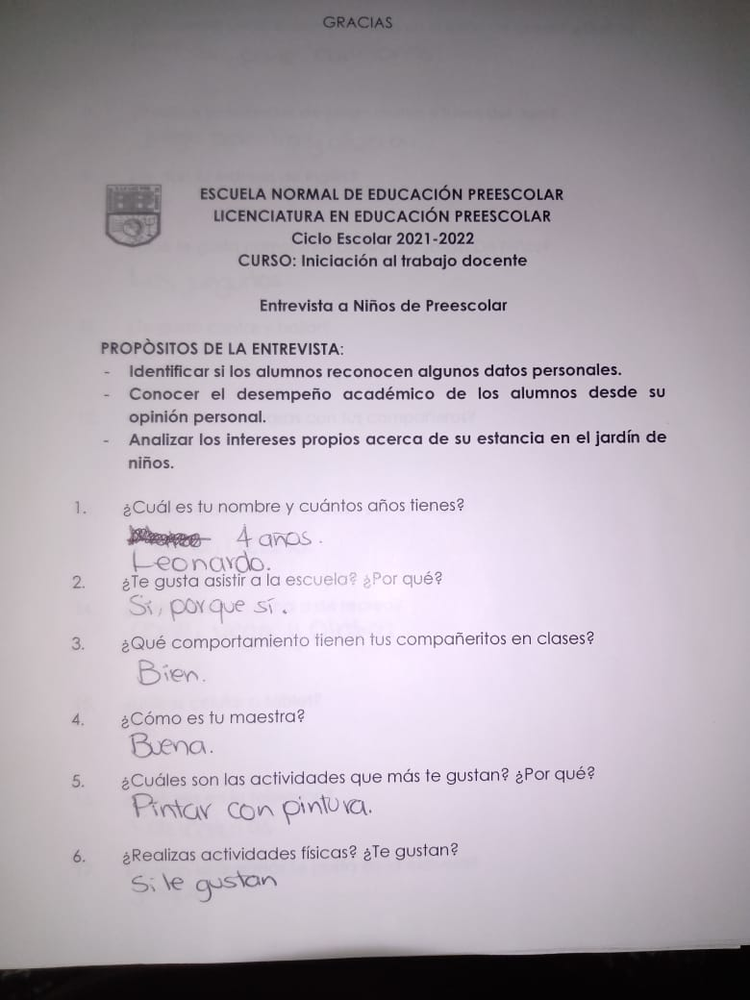 GRACIAS
ESCUELA NORMAL DE EDUCACIÓN PREESCOLAR
LICENCIATURA EN EDUCACIÓN PREESCOLAR
Ciclo Escolar 2021-2022
CURSO: Iniciación al trabajo docente
Entrevista a Niños de Preescolar
PROPÒSITOS DE LA ENTREVISTA:
- Identificar si los alumnos reconocen algunos datos personales.
- Conocer el desempeño académico de los alumnos desde su
opinión personal.
- Analizar los intereses propios acerca de su estancia en el jardín de
niños.
1. ¿Cuál es tu nombre y cuántos años tienes?
4 años.
Leonardo.
2. ¿Te gusta asistir a la escuela? ¿Por qué?
Sí, porque sí.
3. ¿Qué comportamiento tienen tus compañeritos en clases?
Bien.
4. ¿Cómo es tu maestra?
Buena.
5. ¿Cuáles son las actividades que más te gustan? ¿Por qué?
Pintar con pintura.
6. ¿Realizas actividades físicas? ¿Te gustan?
Si le gustan